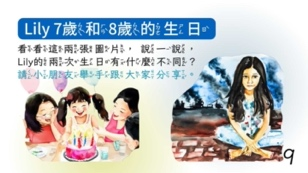 Lily 7歲和8歲的生日
看看這兩張圖片，說一說，
Lily的兩次生日有什麼不同？
請小朋友舉手跟大家分享。
9